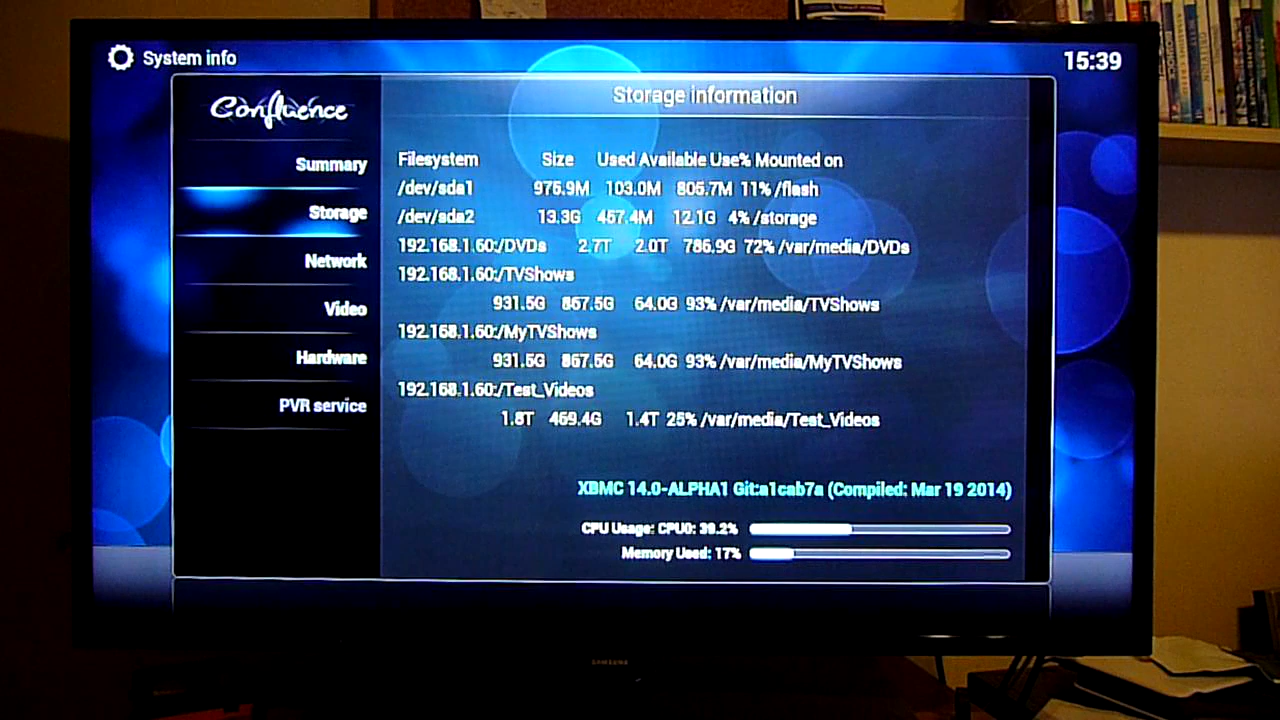 System info
15:39
Confluence
Storage information
Summary
Storage
Network
Video
Hardware
PVR service
Filesystem Size Used Available Use% Mounted on
/dev/sda1 975.9M 103.0M 805.7M 11% /flash
/dev/sda2 13.3G 457.4M 12.1G 4% /storage
192.168.1.60:/DVDs 2.7T 2.0T 786.9G 72% /var/media/DVDs
192.168.1.60:/TVShows
931.5G 867.5G 64.0G 93% /var/media/TVShows
192.168.1.60:/MyTVShows
931.5G 867.5G 64.0G 93% /var/media/MyTVShows
192.168.1.60:/Test_Videos
1.8T 459.4G 1.4T 25% /var/media/Test_Videos
XBMC 14.0-ALPHA1 Git:a1cab7a (Compiled: Mar 19 2014)
CPU Usage: CPU0: 39.2%
Memory Used: 17%
SAMSUNG